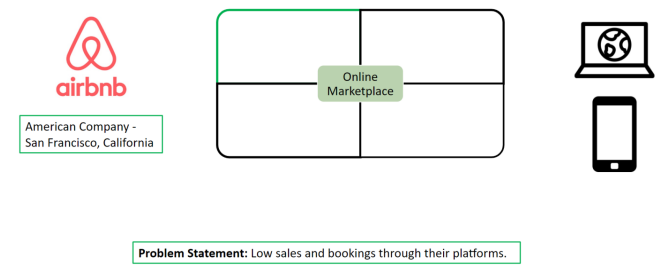 airbnb
American Company -
San Francisco, California
Online
Marketplace
Problem Statement: Low sales and bookings through their platforms.